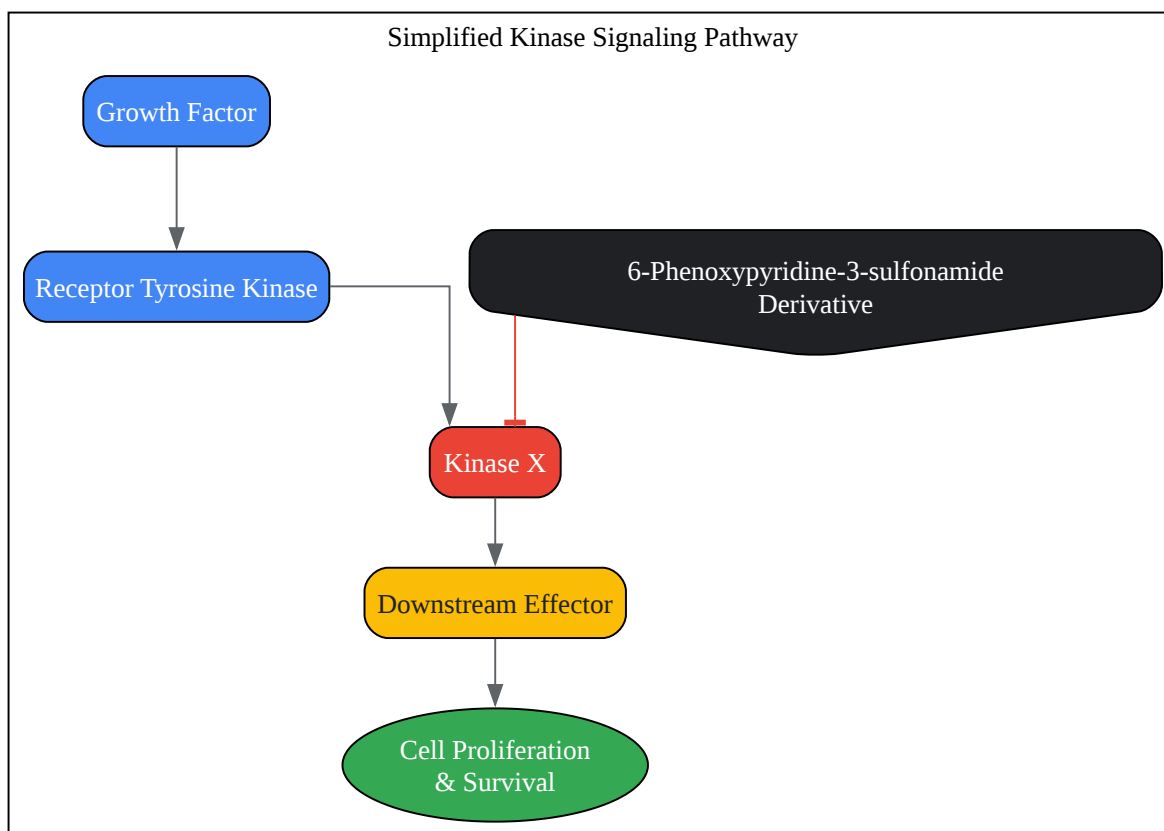 Simplified Kinase Signaling Pathway
Growth Factor
Receptor Tyrosine Kinase
6-Phenoxypyridine-3-sulfonamide
Derivative
Kinase X
Downstream Effector
Cell Proliferation
& Survival